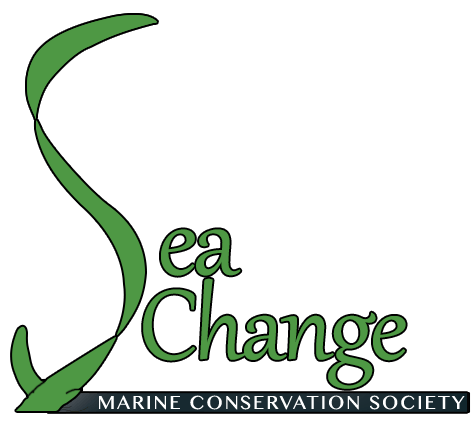 Sea
Change
MARINE CONSERVATION SOCIETY